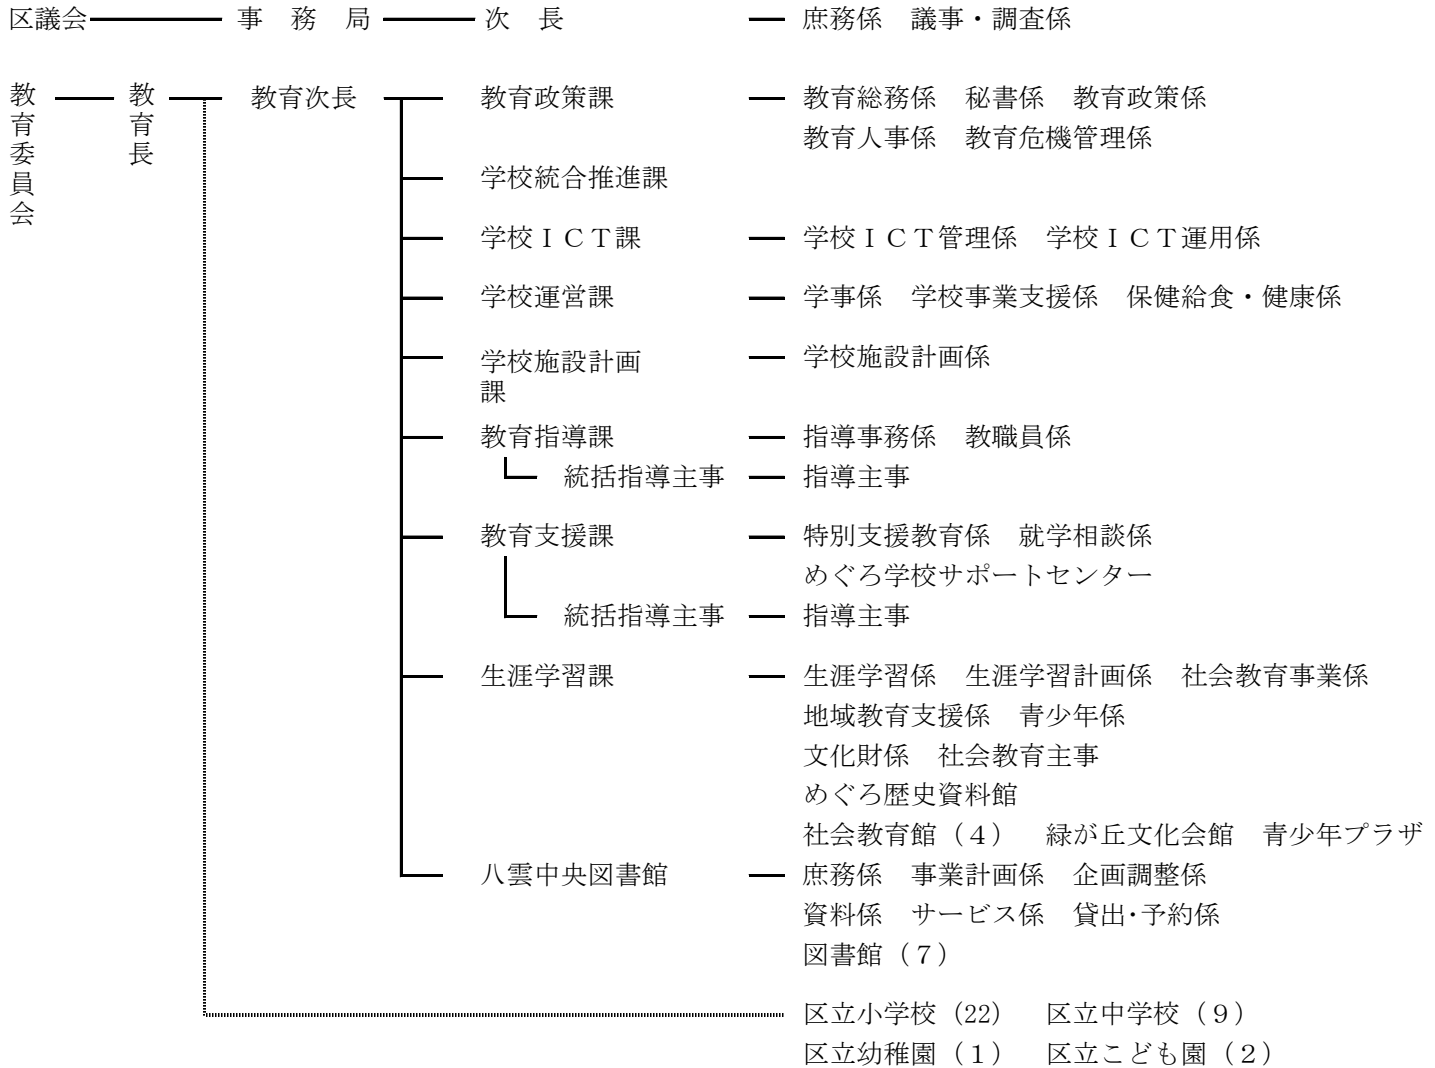 区議会 事　務　局 次　長 庶務係　議事・調査係
教育委員会 教育長 教育次長 教育政策課 教育総務係　秘書係　教育政策係
教育人事係　教育危機管理係
学校統合推進課
学校ＩＣＴ課 学校ＩＣＴ管理係　学校ＩＣＴ運用係
学校運営課 学事係　学校事業支援係　保健給食・健康係
学校施設計画 学校施設計画係
課
教育指導課 指導事務係　教職員係
統括指導主事 指導主事
教育支援課 特別支援教育係　就学相談係
めぐろ学校サポートセンター
統括指導主事 指導主事
生涯学習課 生涯学習係　生涯学習計画係　社会教育事業係
地域教育支援係　青少年係
文化財係　社会教育主事
めぐろ歴史資料館
社会教育館（４）　緑が丘文化会館　青少年プラザ
八雲中央図書館 庶務係　事業計画係　企画調整係
資料係　サービス係　貸出･予約係
図書館（７）
区立小学校（22）　区立中学校（９）
区立幼稚園（１）　区立こども園（２）